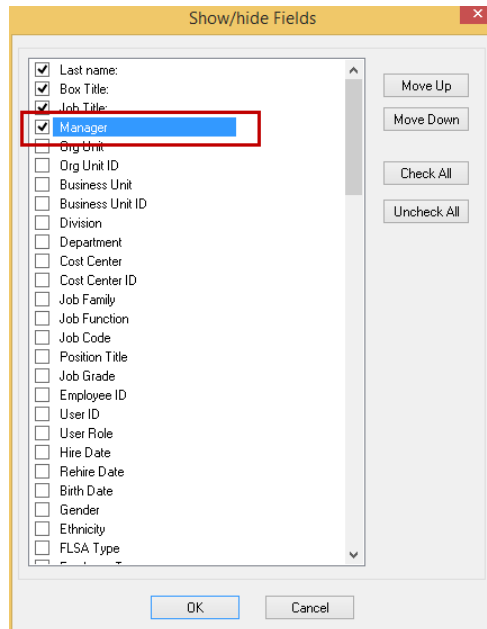 Show/hide Fields
Last name:
Box Title:
Job Title:
Manager
Org Unit
Org Unit ID
Business Unit
Business Unit ID
Division
Department
Cost Center
Cost Center ID
Job Family
Job Function
Job Code
Position Title
Job Grade
Employee ID
User ID
User Role
Hire Date
Rehire Date
Birth Date
Gender
Ethnicity
FLSA Type
Move Up
Move Down
Check All
Uncheck All
OK
Cancel